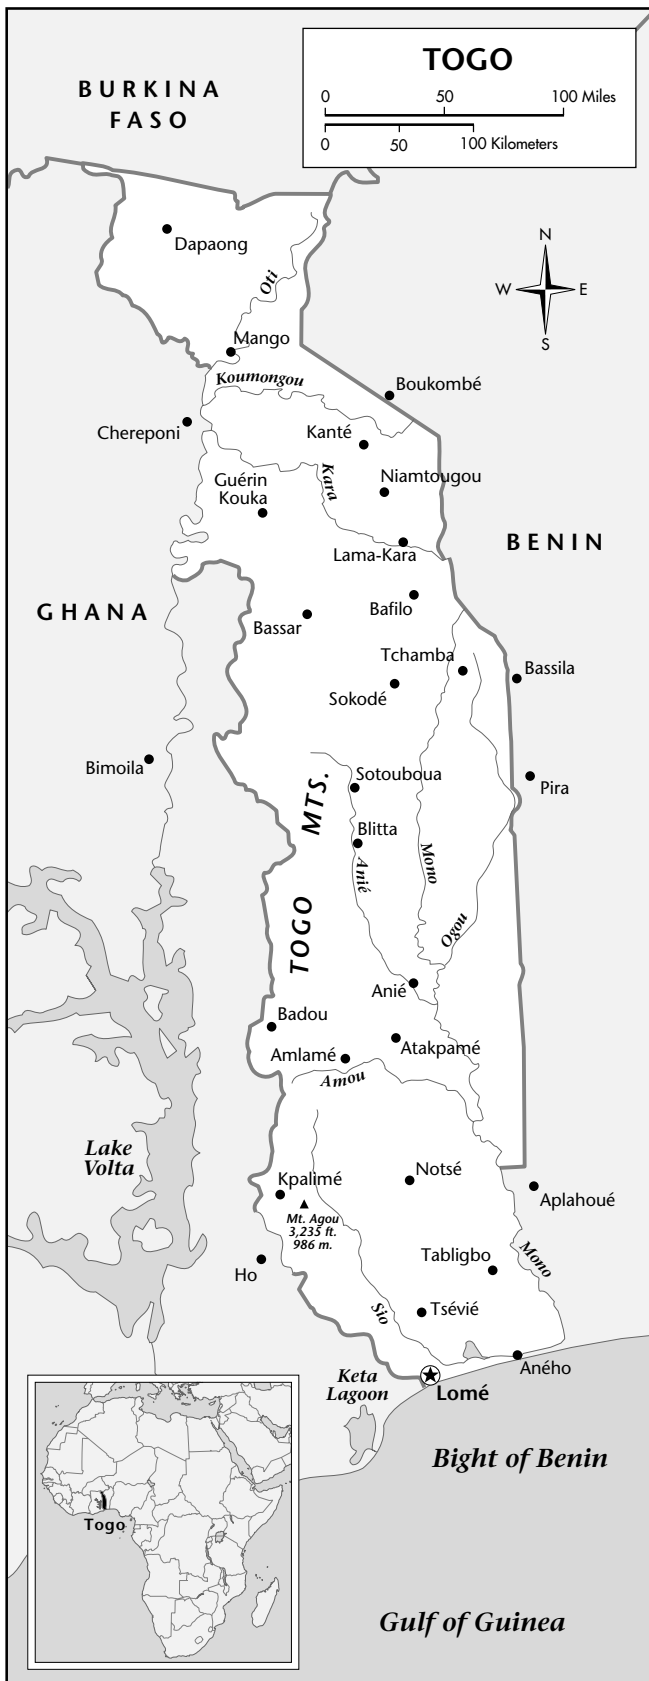 TOGO
0 50 100 Miles
0 50 100 Kilometers
BURKINA
FASO
N
W E
S
Dapaong
Oti
Mango
Koumongou
Boukombé
Chereponi
Kanté
Kara
Guérin
Kouka
Niamtougou
BENIN
Lama-Kara
GHANA
Bafilo
Bassar
Tchamba
Bassila
Sokodé
Bimoila
Sotouboua
Pira
TOGO MTS.
Blitta
Anié
Mono
Ogou
Anié
Badou
Atakpamé
Amlamé
Amou
Lake
Volta
Kpalimé
Notsé
Aplahoué
Mt. Agou
3,235 ft.
986 m.
Ho
Tabligbo
Mono
Sio
Tsévié
Aného
Keta
Lagoon
Lomé
Bight of Benin
Togo
Gulf of Guinea